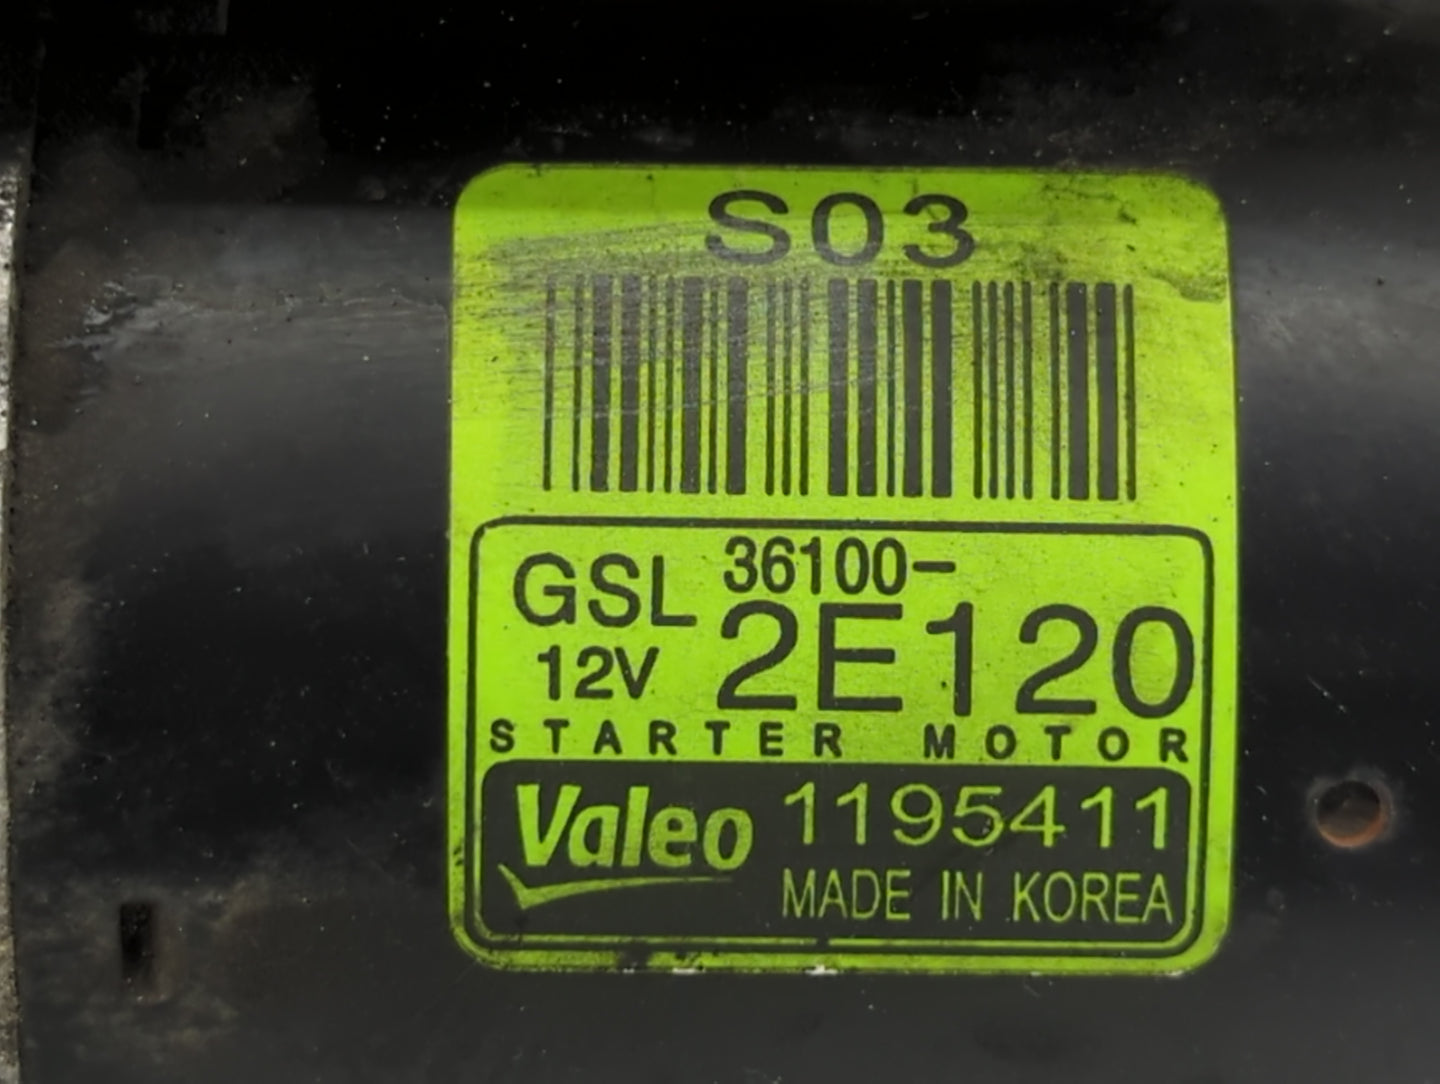 S03
GSL 36100-
12V 2E120
STARTER MOTOR
Valeo 1195411
MADE IN KOREA